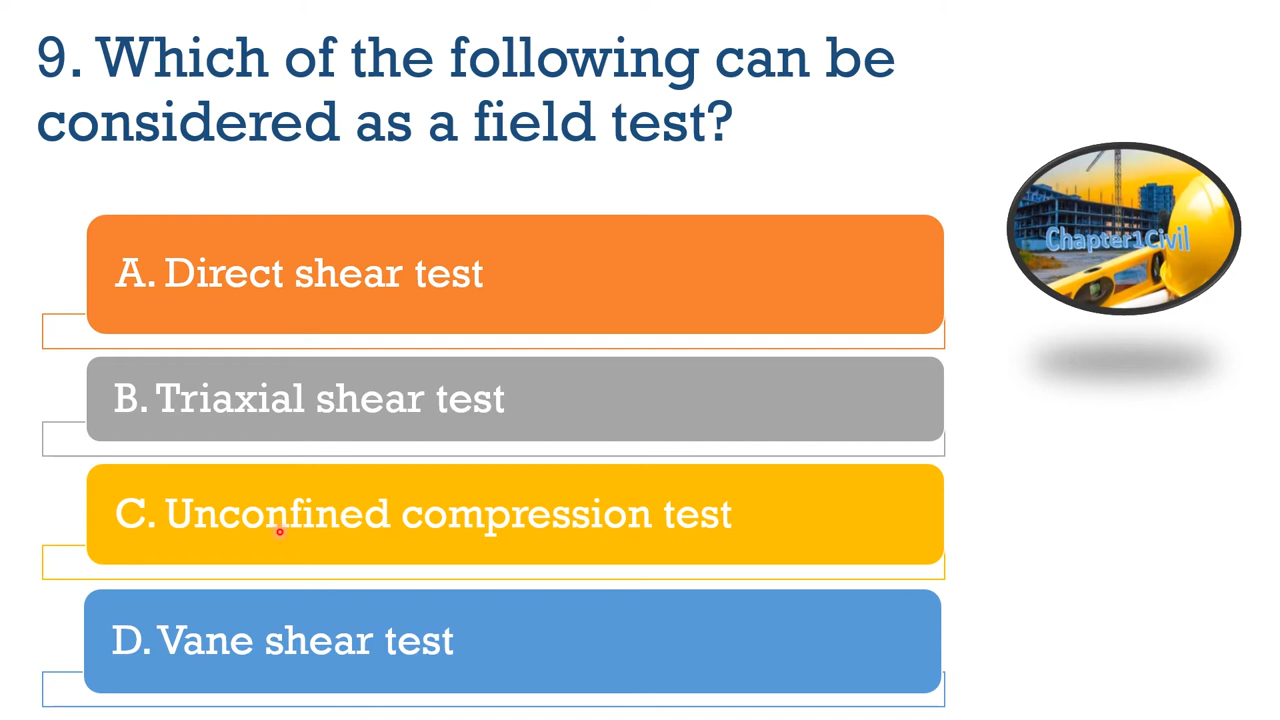 9. Which of the following can be
considered as a field test?
Chapter1Civil
A. Direct shear test
B. Triaxial shear test
C. Unconfined compression test
D. Vane shear test